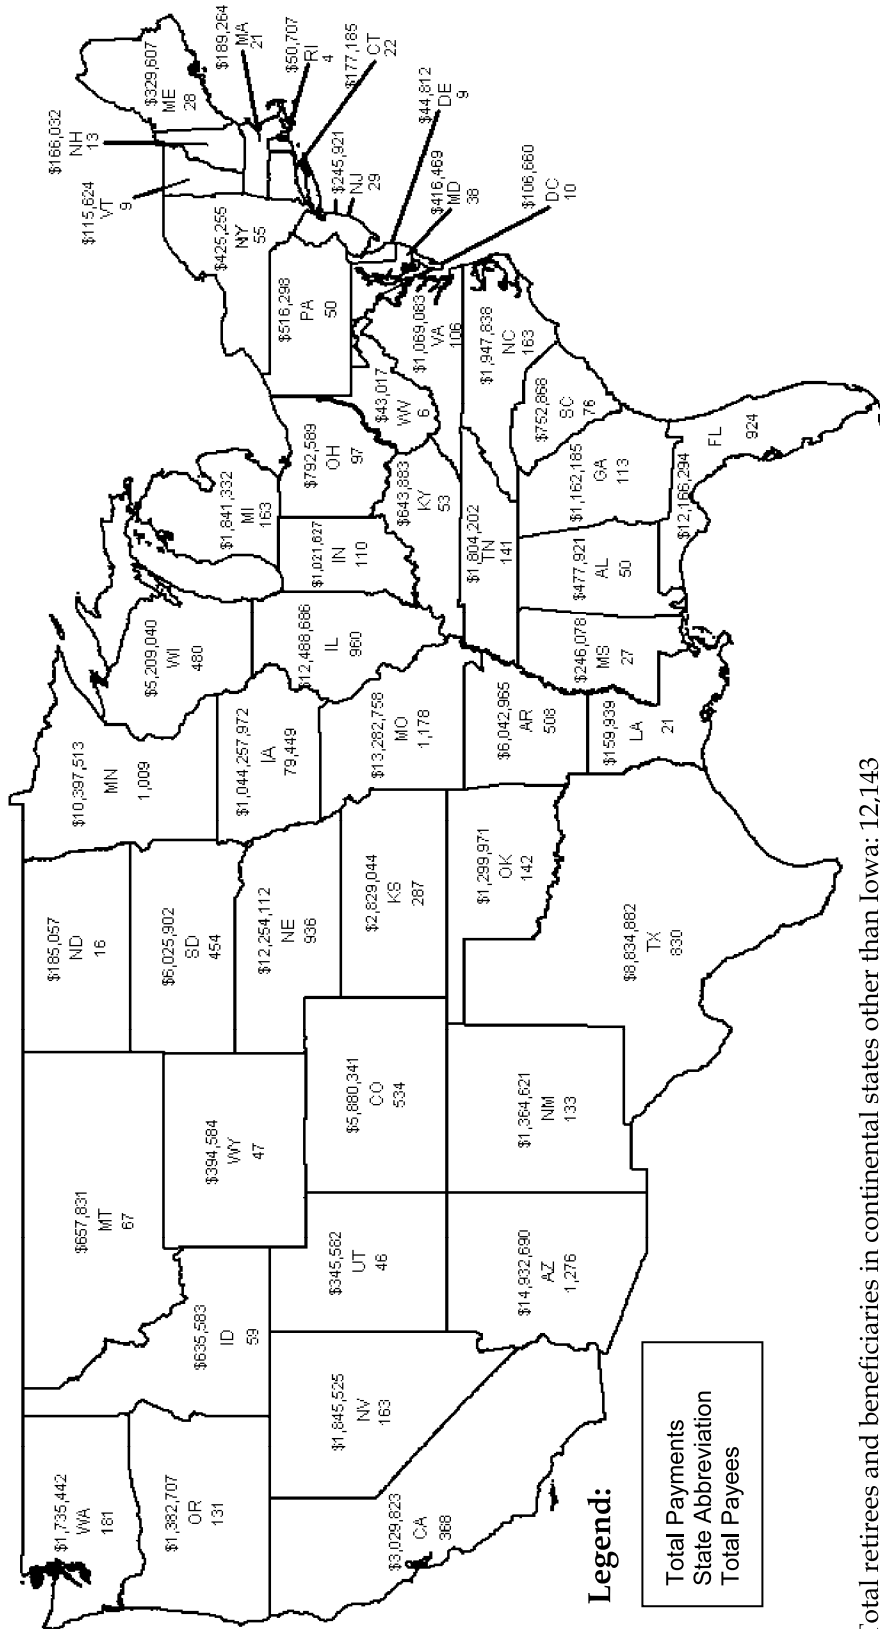 $1,735,442
WA
181
$1,382,707
OR
131
$3,029,823
CA
368
$1,845,525
NV
163
$635,583
ID
59
$657,831
MT
67
$394,584
WY
47
$345,582
UT
46
$14,932,690
AZ
1,276
$5,880,341
CO
534
$1,364,621
NM
133
$185,057
ND
16
$6,025,902
SD
454
$12,254,112
NE
936
$2,829,044
KS
287
$1,299,971
OK
142
$8,834,882
TX
830
$10,397,513
MN
1,009
$1,044,257,972
IA
79,449
$13,282,758
MO
1,178
$6,042,965
AR
508
$159,939
LA
21
$5,209,040
WI
480
$12,488,686
IL
960
$1,841,332
MI
163
$1,021,627
IN
110
$792,589
OH
97
$643,883
KY
53
$1,804,202
TN
141
$246,078
MS
27
$477,921
AL
50
$1,162,185
GA
113
$12,166,294
FL
924
$752,868
SC
76
$1,947,838
NC
163
$1,069,083
VA
106
$43,017
WV
6
$516,298
PA
50
$425,255
NY
55
$115,624
VT
9
$166,032
NH
13
$329,607
ME
28
$189,264
MA
21
$50,707
RI
4
$177,185
CT
22
$245,921
NJ
29
$44,812
DE
9
$416,469
MD
38
$106,660
DC
10
Legend:
Total Payments
State Abbreviation
Total Payees
Total retirees and beneficiaries in continental states other than Iowa: 12,143